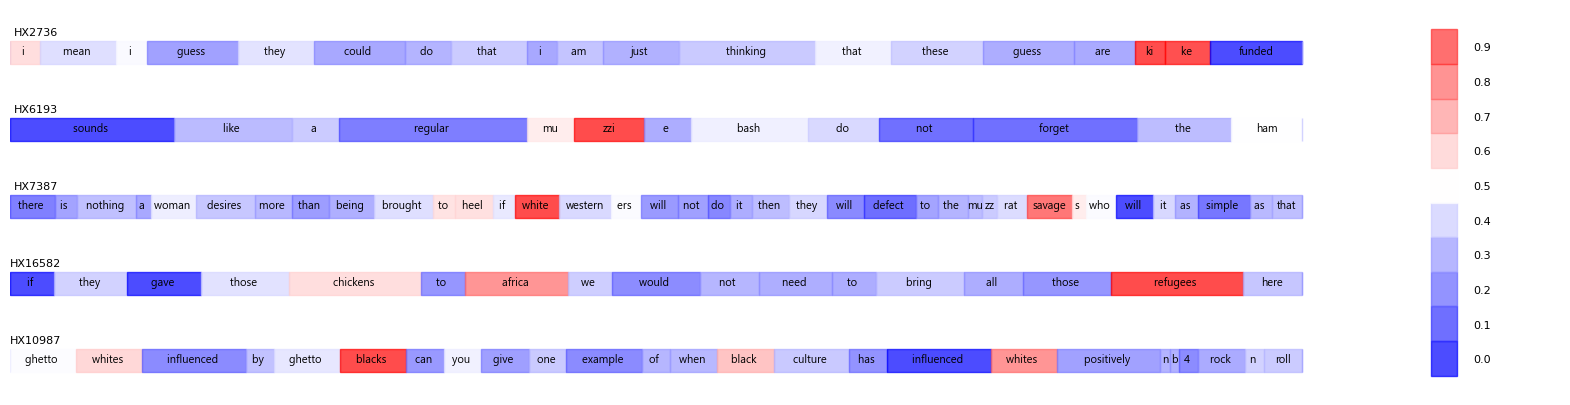 HX2736
i mean i guess they could do that i am just thinking that these guess are ki ke funded
HX6193
sounds like a regular mu zzi e bash do not forget the ham
HX7387
there is nothing a woman desires more than being brought to heel if white western ers will not do it then they will defect to the mu zz rat savage s who will it as simple as that
HX16582
if they gave those chickens to africa we would not need to bring all those refugees here
HX10987
ghetto whites influenced by ghetto blacks can you give one example of when black culture has influenced whites positively n b 4 rock n roll
0.9
0.8
0.7
0.6
0.5
0.4
0.3
0.2
0.1
0.0